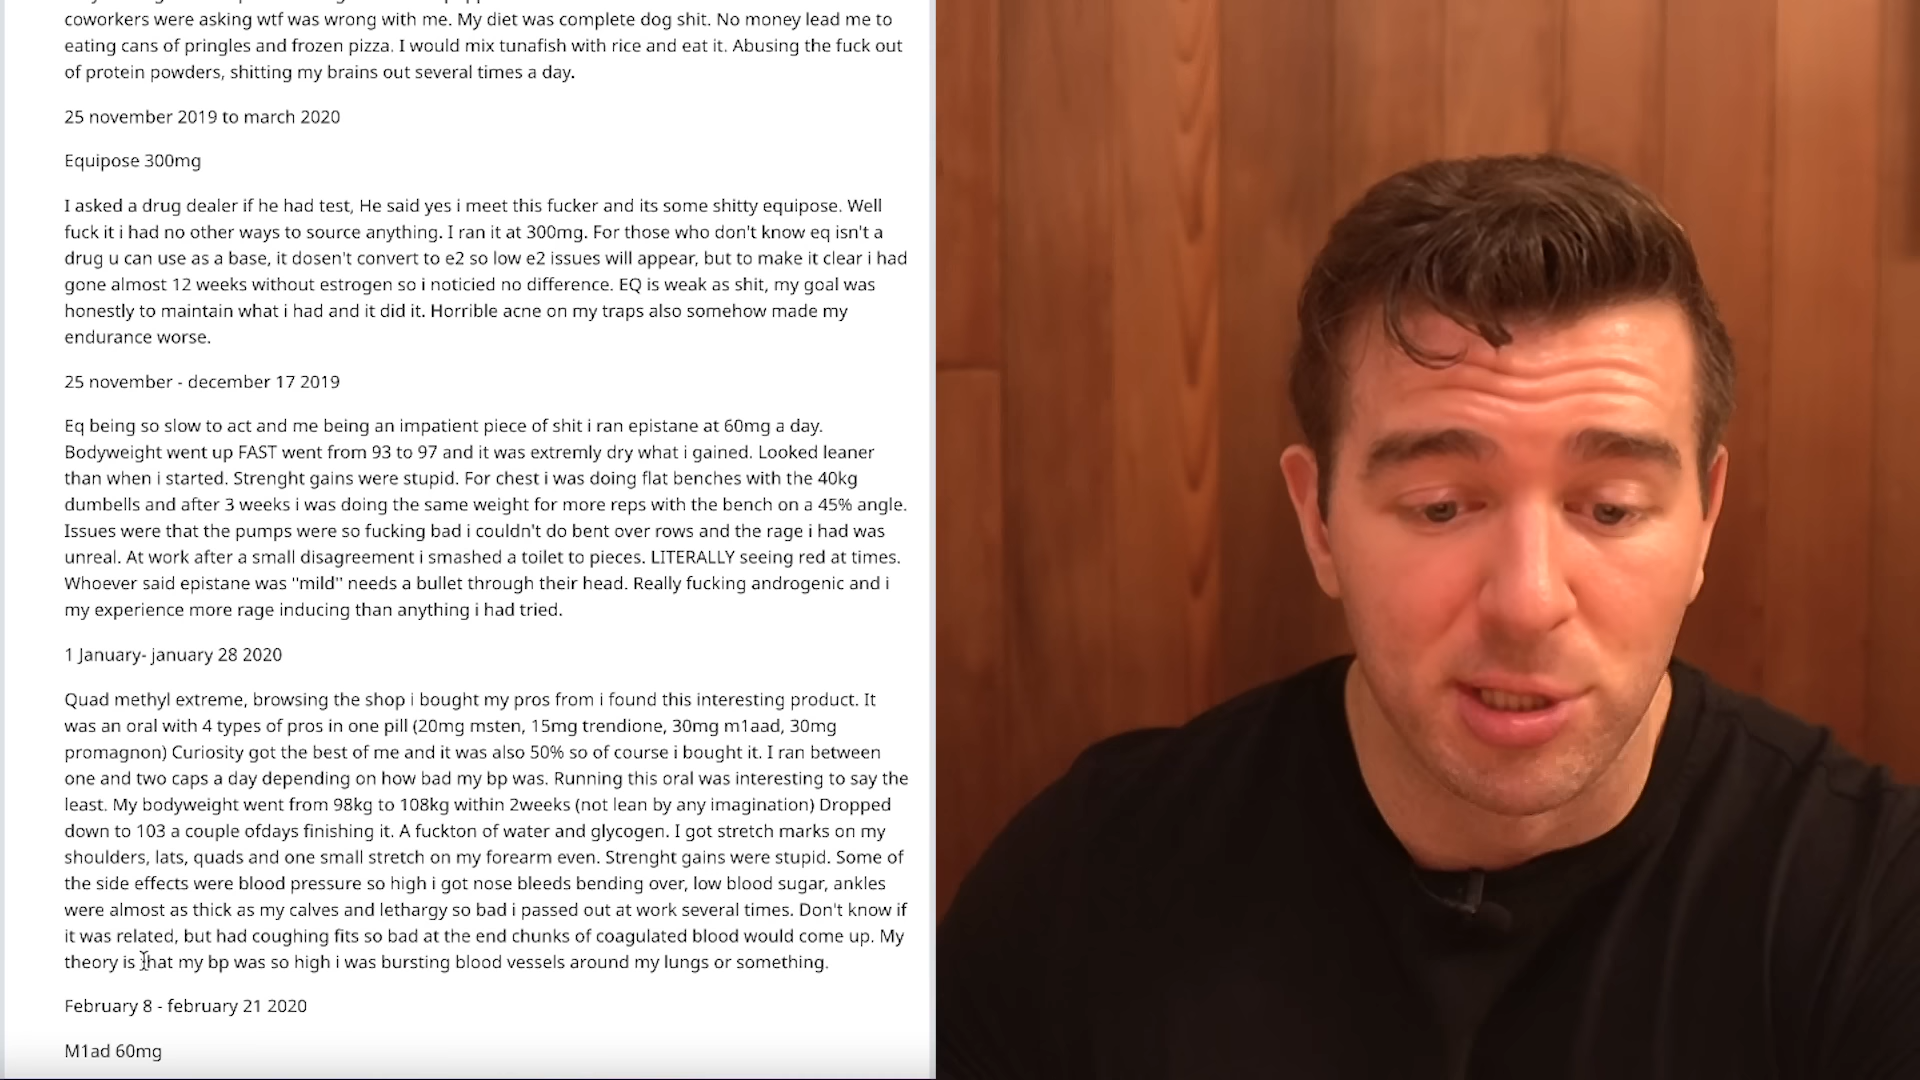 coworkers were asking wtf was wrong with me. My diet was complete dog shit. No money lead me to
eating cans of pringles and frozen pizza. I would mix tunafish with rice and eat it. Abusing the fuck out
of protein powders, shitting my brains out several times a day.
25 november 2019 to march 2020
Equipose 300mg
I asked a drug dealer if he had test, He said yes i meet this fucker and its some shitty equipose. Well
fuck it i had no other ways to source anything. I ran it at 300mg. For those who don't know eq isn't a
drug u can use as a base, it dosen't convert to e2 so low e2 issues will appear, but to make it clear i had
gone almost 12 weeks without estrogen so i noticied no difference. EQ is weak as shit, my goal was
honestly to maintain what i had and it did it. Horrible acne on my traps also somehow made my
endurance worse.
25 november - december 17 2019
Eq being so slow to act and me being an impatient piece of shit i ran epistane at 60mg a day.
Bodyweight went up FAST went from 93 to 97 and it was extremly dry what i gained. Looked leaner
than when i started. Strenght gains were stupid. For chest i was doing flat benches with the 40kg
dumbells and after 3 weeks i was doing the same weight for more reps with the bench on a 45% angle.
Issues were that the pumps were so fucking bad i couldn't do bent over rows and the rage i had was
unreal. At work after a small disagreement i smashed a toilet to pieces. LITERALLY seeing red at times.
Whoever said epistane was "mild" needs a bullet through their head. Really fucking androgenic and i
my experience more rage inducing than anything i had tried.
1 January- january 28 2020
Quad methyl extreme, browsing the shop i bought my pros from i found this interesting product. It
was an oral with 4 types of pros in one pill (20mg msten, 15mg trendione, 30mg m1aad, 30mg
promagnon) Curiosity got the best of me and it was also 50% so of course i bought it. I ran between
one and two caps a day depending on how bad my bp was. Running this oral was interesting to say the
least. My bodyweight went from 98kg to 108kg within 2weeks (not lean by any imagination) Dropped
down to 103 a couple ofdays finishing it. A fuckton of water and glycogen. I got stretch marks on my
shoulders, lats, quads and one small stretch on my forearm even. Strenght gains were stupid. Some of
the side effects were blood pressure so high i got nose bleeds bending over, low blood sugar, ankles
were almost as thick as my calves and lethargy so bad i passed out at work several times. Don't know if
it was related, but had coughing fits so bad at the end chunks of coagulated blood would come up. My
theory is that my bp was so high i was bursting blood vessels around my lungs or something.
February 8 - february 21 2020
M1ad 60mg